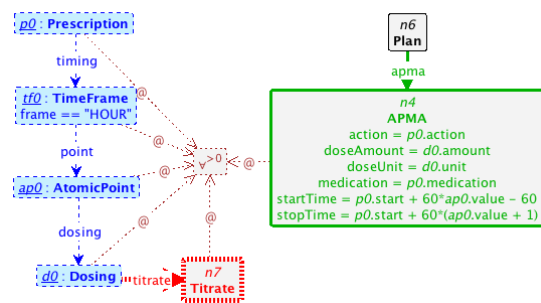 p0 : Prescription
timing
tf0 : TimeFrame
frame == "HOUR"
point
ap0 : AtomicPoint
dosing
d0 : Dosing
titrate
n7
Titrate
@
@
@
@
@
@
∀>0
n6
Plan
apma
n4
APMA
action = p0.action
doseAmount = d0.amount
doseUnit = d0.unit
medication = p0.medication
startTime = p0.start + 60*ap0.value – 60
stopTime = p0.start + 60*(ap0.value + 1)